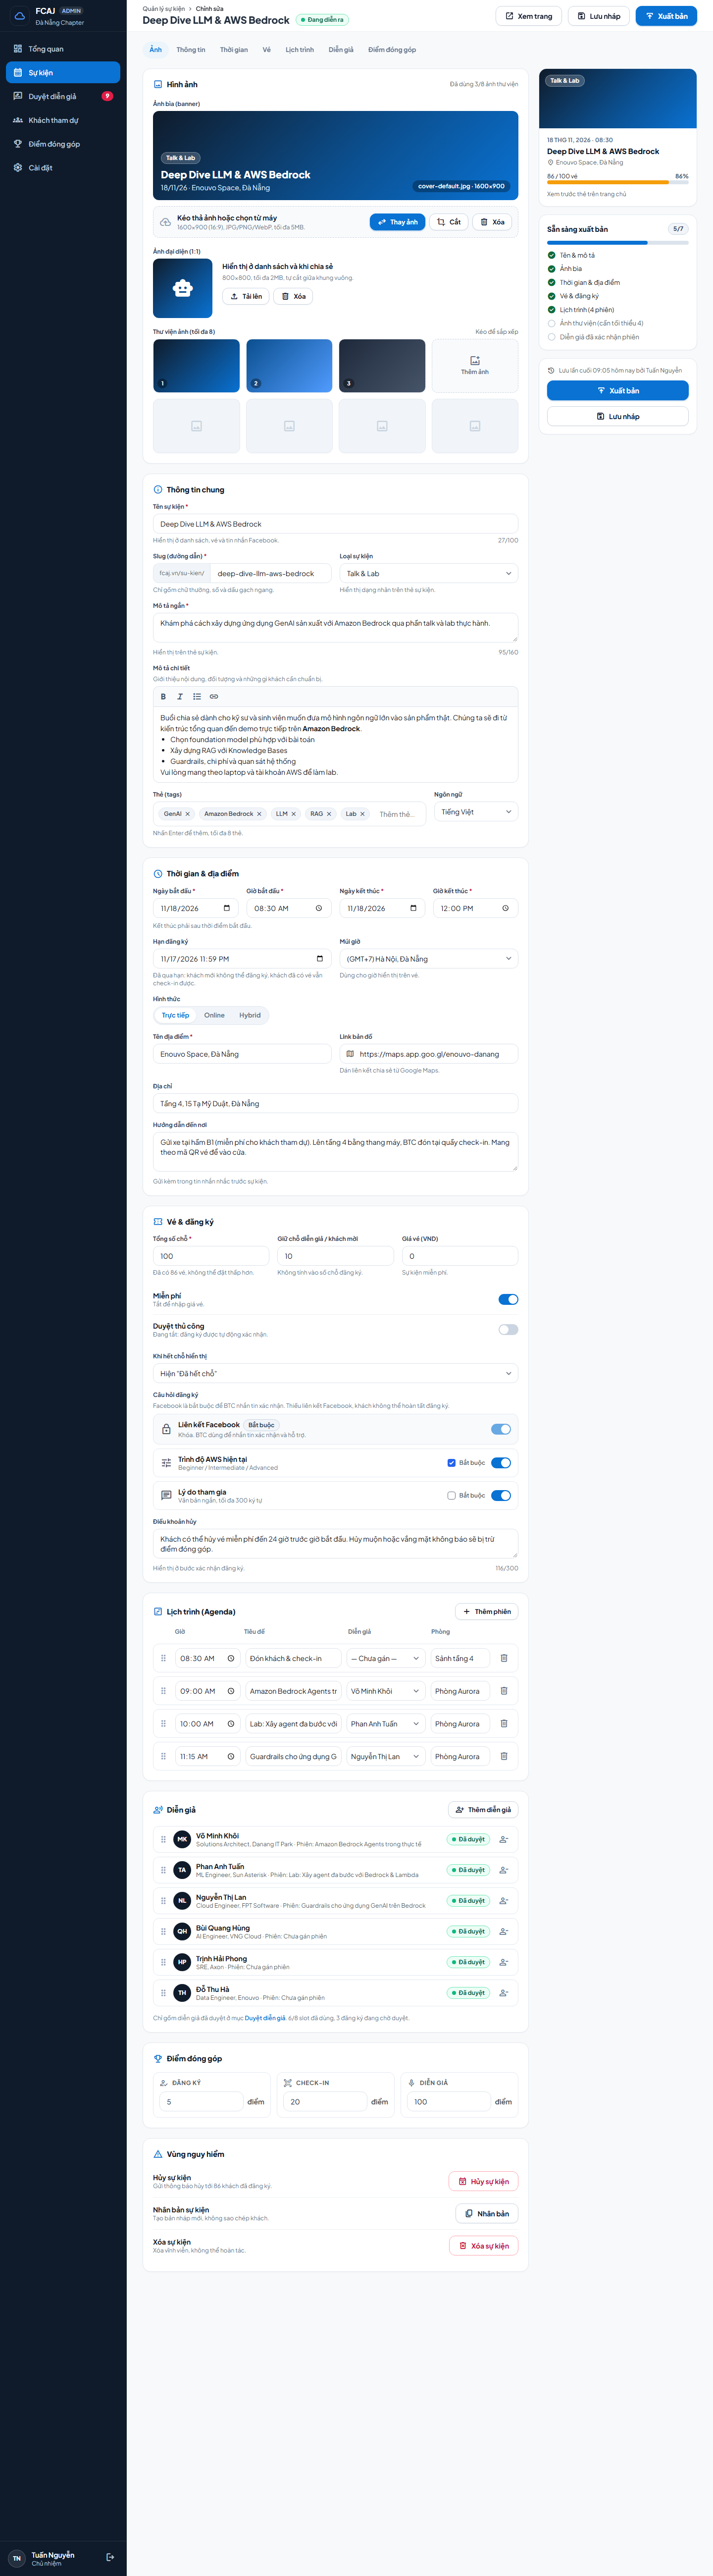 FCAJ ADMIN
Đà Nẵng Chapter
Tổng quan
Sự kiện
Duyệt diễn giả 9
Khách tham dự
Điểm đóng góp
Cài đặt
Tuấn Nguyễn
Chủ nhiệm
TN
Quản lý sự kiện > Chỉnh sửa
Deep Dive LLM & AWS Bedrock Đang diễn ra
Xem trang Lưu nháp Xuất bản
Ảnh Thông tin Thời gian Vé Lịch trình Diễn giả Điểm đóng góp
Hình ảnh Đã dùng 3/8 ảnh thư viện
Ảnh bìa (banner)
Talk & Lab
Deep Dive LLM & AWS Bedrock
18/11/26 · Enouvo Space, Đà Nẵng cover-default.jpg · 1600×900
Kéo thả ảnh hoặc chọn từ máy
1600×900 (16:9), JPG/PNG/WebP, tối đa 5MB.
Thay ảnh Cắt Xóa
Ảnh đại diện (1:1)
Hiển thị ở danh sách và khi chia sẻ
800×800, tối đa 2MB, tự cắt giữa khung vuông.
Tải lên Xóa
Thư viện ảnh (tối đa 8) Kéo để sắp xếp
1 2 3 Thêm ảnh
Thông tin chung
Tên sự kiện *
Deep Dive LLM & AWS Bedrock
Hiển thị ở danh sách, vé và tin nhắn Facebook. 27/100
Slug (đường dẫn) * Loại sự kiện
fcaj.vn/su-kien/ deep-dive-llm-aws-bedrock Talk & Lab
Chỉ gồm chữ thường, số và dấu gạch ngang. Hiển thị dạng nhãn trên thẻ sự kiện.
Mô tả ngắn *
Khám phá cách xây dựng ứng dụng GenAI sản xuất với Amazon Bedrock qua phần talk và lab thực hành.
Hiển thị trên thẻ sự kiện. 95/160
Mô tả chi tiết
Giới thiệu nội dung, đối tượng và những gì khách cần chuẩn bị.
B I
Buổi chia sẻ dành cho kỹ sư và sinh viên muốn đưa mô hình ngôn ngữ lớn vào sản phẩm thật. Chúng ta sẽ đi từ
kiến trúc tổng quan đến demo trực tiếp trên Amazon Bedrock.
• Chọn foundation model phù hợp với bài toán
• Xây dựng RAG với Knowledge Bases
• Guardrails, chi phí và quan sát hệ thống
Vui lòng mang theo laptop và tài khoản AWS để làm lab.
Thẻ (tags) Ngôn ngữ
GenAI × Amazon Bedrock × LLM × RAG × Lab × Thêm thẻ... Tiếng Việt
Nhấn Enter để thêm, tối đa 8 thẻ.
Thời gian & địa điểm
Ngày bắt đầu * Giờ bắt đầu * Ngày kết thúc * Giờ kết thúc *
11/18/2026 08:30 AM 11/18/2026 12:00 PM
Kết thúc phải sau thời điểm bắt đầu.
Hạn đăng ký Múi giờ
11/17/2026 11:59 PM (GMT+7) Hà Nội, Đà Nẵng
Đã quá hạn: khách mới không thể đăng ký, khách đã có vé vẫn
check-in được.
Dùng cho giờ hiển thị trên vé.
Hình thức
Trực tiếp Online Hybrid
Tên địa điểm * Link bản đồ
Enouvo Space, Đà Nẵng https://maps.app.goo.gl/enouvo-danang
Dán liên kết chia sẻ từ Google Maps.
Địa chỉ
Tầng 4, 15 Tạ Mỹ Duật, Đà Nẵng
Hướng dẫn đến nơi
Gửi xe tại hầm B1 (miễn phí cho khách tham dự). Lên tầng 4 bằng thang máy, BTC đón tại quầy check-in. Mang
theo mã QR vé để vào cửa.
Gửi kèm trong tin nhắn nhắc trước sự kiện.
Vé & đăng ký
Tổng số chỗ * Giữ chỗ diễn giả / khách mời Giá vé (VND)
100 10 0
Đã có 86 vé, không thể đặt thấp hơn. Không tính vào số chỗ đăng ký. Sự kiện miễn phí.
Miễn phí
Tắt để nhập giá vé.
Duyệt thủ công
Đang tắt: đăng ký được tự động xác nhận.
Khi hết chỗ hiển thị
Hiện "Đã hết chỗ"
Câu hỏi đăng ký
Facebook là bắt buộc để BTC nhắn tin xác nhận. Thiếu liên kết Facebook, khách không thể hoàn tất đăng ký.
Liên kết Facebook Bắt buộc
Khóa. BTC dùng để nhắn tin xác nhận và hỗ trợ.
Trình độ AWS hiện tại
Beginner / Intermediate / Advanced
Bắt buộc
Lý do tham gia
Văn bản ngắn, tối đa 300 ký tự
Bắt buộc
Điều khoản hủy
Khách có thể hủy vé miễn phí đến 24 giờ trước giờ bắt đầu. Hủy muộn hoặc vắng mặt không báo sẽ bị trừ
điểm đóng góp.
Hiển thị ở bước xác nhận đăng ký. 116/300
Lịch trình (Agenda) Thêm phiên
Giờ Tiêu đề Diễn giả Phòng
08:30 AM Đón khách & check-in — Chưa gán — Sảnh tầng 4
09:00 AM Amazon Bedrock Agents tr Võ Minh Khôi Phòng Aurora
10:00 AM Lab: Xây agent đa bước với Phan Anh Tuấn Phòng Aurora
11:15 AM Guardrails cho ứng dụng G Nguyễn Thị Lan Phòng Aurora
Diễn giả Thêm diễn giả
MK Võ Minh Khôi Đã duyệt
Solutions Architect, Danang IT Park · Phiên: Amazon Bedrock Agents trong thực tế
TA Phan Anh Tuấn Đã duyệt
ML Engineer, Sun Asterisk · Phiên: Lab: Xây agent đa bước với Bedrock & Lambda
NL Nguyễn Thị Lan Đã duyệt
Cloud Engineer, FPT Software · Phiên: Guardrails cho ứng dụng GenAI trên Bedrock
QH Bùi Quang Hùng Đã duyệt
AI Engineer, VNG Cloud · Phiên: Chưa gán phiên
HP Trịnh Hải Phong Đã duyệt
SRE, Axon · Phiên: Chưa gán phiên
TH Đỗ Thu Hà Đã duyệt
Data Engineer, Enouvo · Phiên: Chưa gán phiên
Chỉ gồm diễn giả đã duyệt ở mục Duyệt diễn giả. 6/8 slot đã dùng, 3 đăng ký đang chờ duyệt.
Điểm đóng góp
ĐĂNG KÝ CHECK-IN DIỄN GIẢ
5 điểm 20 điểm 100 điểm
Vùng nguy hiểm
Hủy sự kiện
Gửi thông báo hủy tới 86 khách đã đăng ký.
Hủy sự kiện
Nhân bản sự kiện
Tạo bản nháp mới, không sao chép khách.
Nhân bản
Xóa sự kiện
Xóa vĩnh viễn, không thể hoàn tác.
Xóa sự kiện
Talk & Lab
18 THG 11, 2026 · 08:30
Deep Dive LLM & AWS Bedrock
Enouvo Space, Đà Nẵng
86 / 100 vé 86%
Xem trước thẻ trên trang chủ
Sẵn sàng xuất bản 5/7
Tên & mô tả
Ảnh bìa
Thời gian & địa điểm
Vé & đăng ký
Lịch trình (4 phiên)
Ảnh thư viện (cần tối thiểu 4)
Diễn giả đã xác nhận phiên
Lưu lần cuối 09:05 hôm nay bởi Tuấn Nguyễn
Xuất bản
Lưu nháp